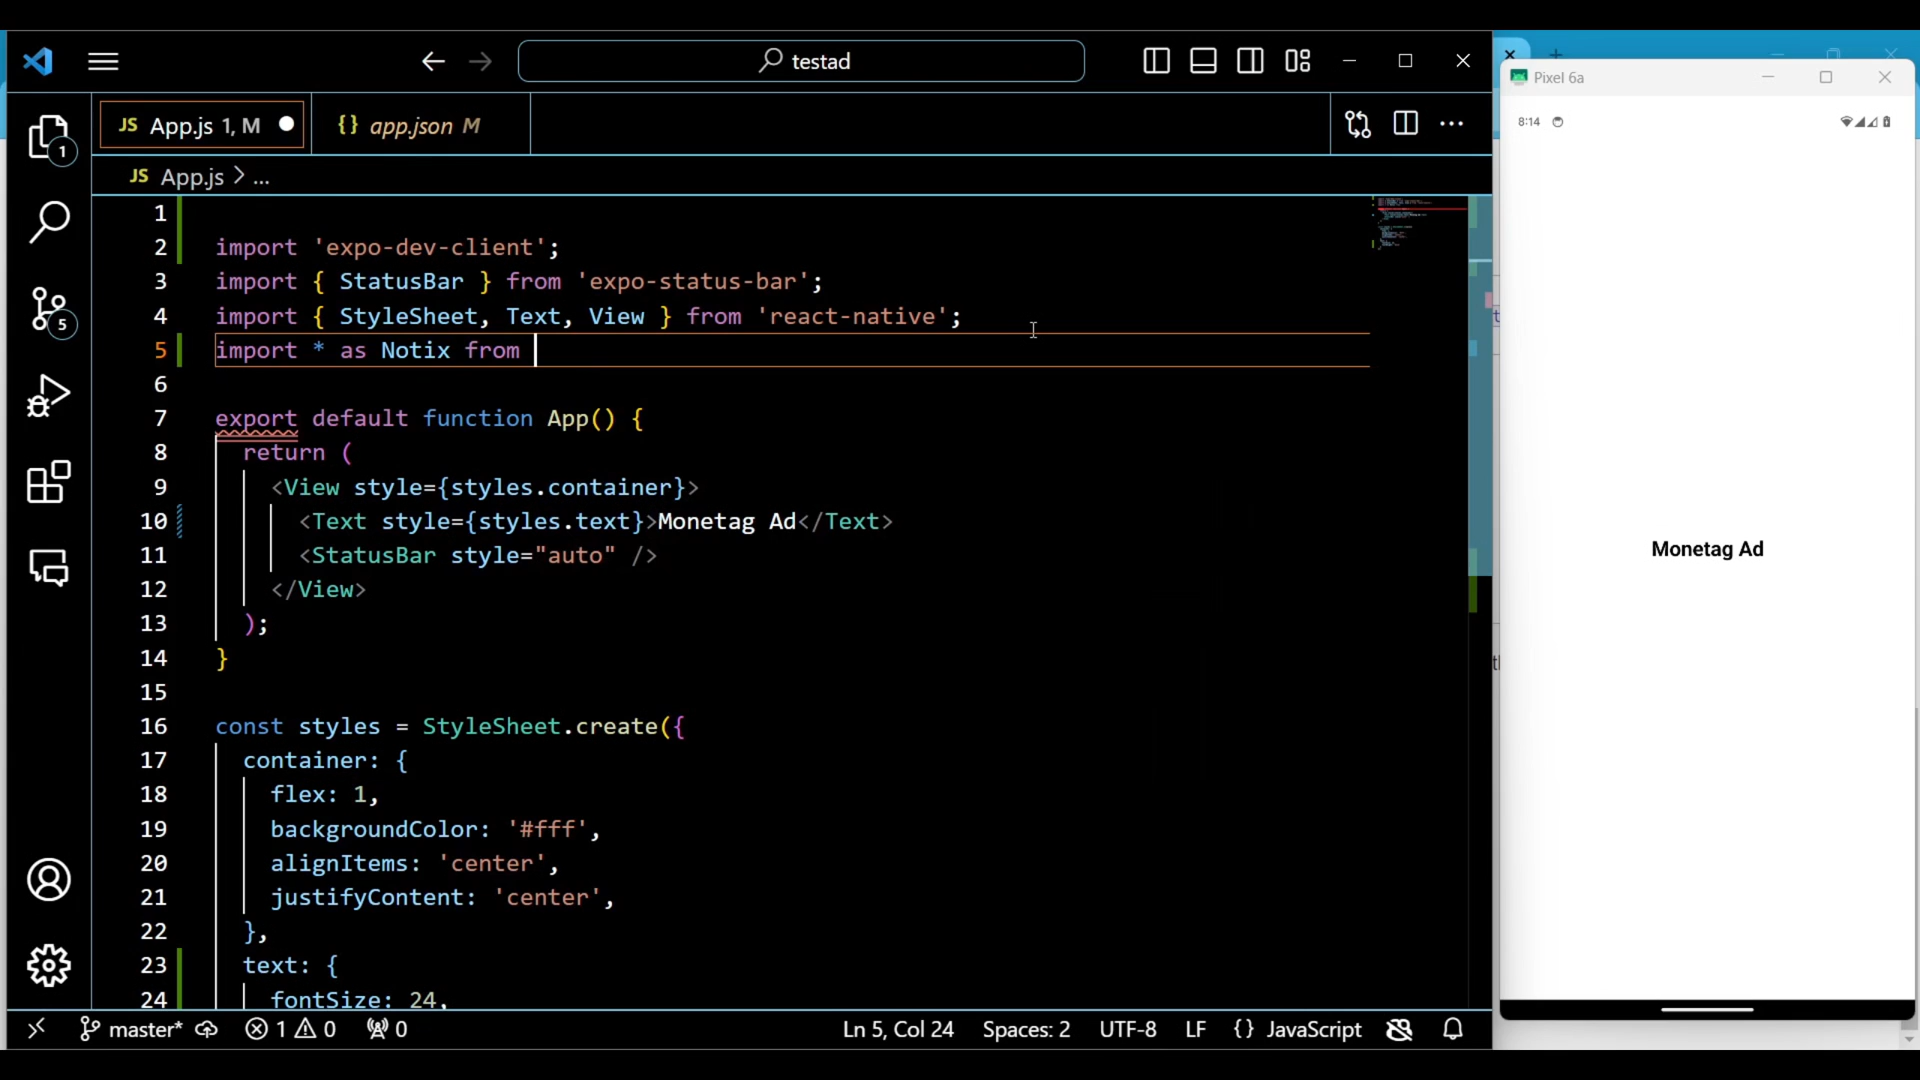 testad
JS App.js 1, M
{} app.json M
JS App.js > ...
1
5
1
2 import 'expo-dev-client';
3 import { StatusBar } from 'expo-status-bar';
4 import { StyleSheet, Text, View } from 'react-native';
5 import * as Notix from
6
7 export default function App() {
8 return (
9 <View style={styles.container}>
10 <Text style={styles.text}>Monetag Ad</Text>
11 <StatusBar style="auto" />
12 </View>
13 );
14 }
15
16 const styles = StyleSheet.create({
17 container: {
18 flex: 1,
19 backgroundColor: '#fff',
20 alignItems: 'center',
21 justifyContent: 'center',
22 },
23 text: {
24 fontSize: 24,
master* 1 0 0 Ln 5, Col 24 Spaces: 2 UTF-8 LF {} JavaScript
Pixel 6a
8:14
Monetag Ad